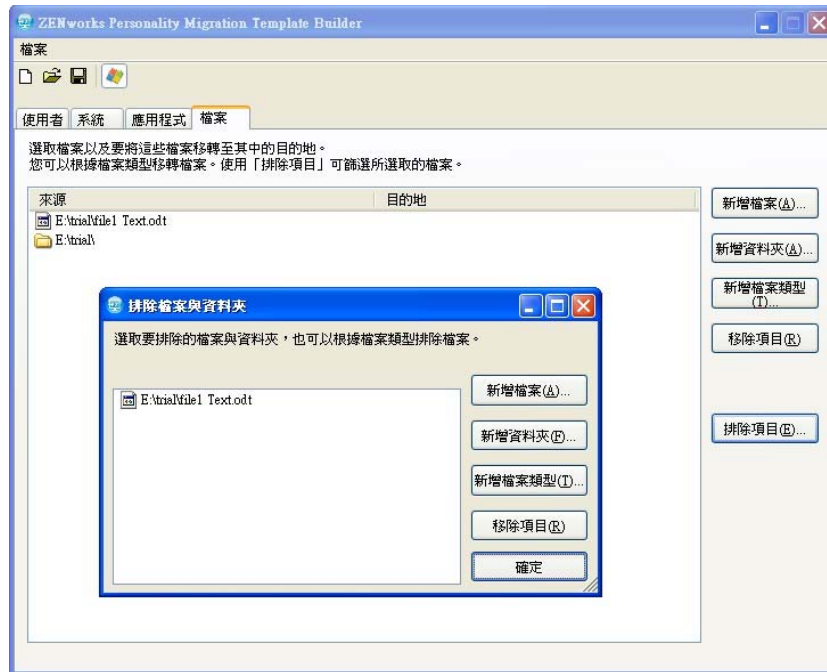 ZENworks Personality Migration Template Builder
檔案
使用者 系統 應用程式 檔案
選取檔案以及要將這些檔案移轉至其中的目的地。
您可以根據檔案類型移轉檔案。使用「排除項目」可篩選所選取的檔案。
來源 目的地
E:\trial\file1 Text.odt
E:\trial\
新增檔案(A)...
新增資料夾(A)...
新增檔案類型
(T)...
移除項目(R)
排除項目(E)...
排除檔案與資料夾
選取要排除的檔案與資料夾，也可以根據檔案類型排除檔案。
E:\trial\file1 Text.odt
新增檔案(A)...
新增資料夾(F)...
新增檔案類型(T)...
移除項目(R)
確定